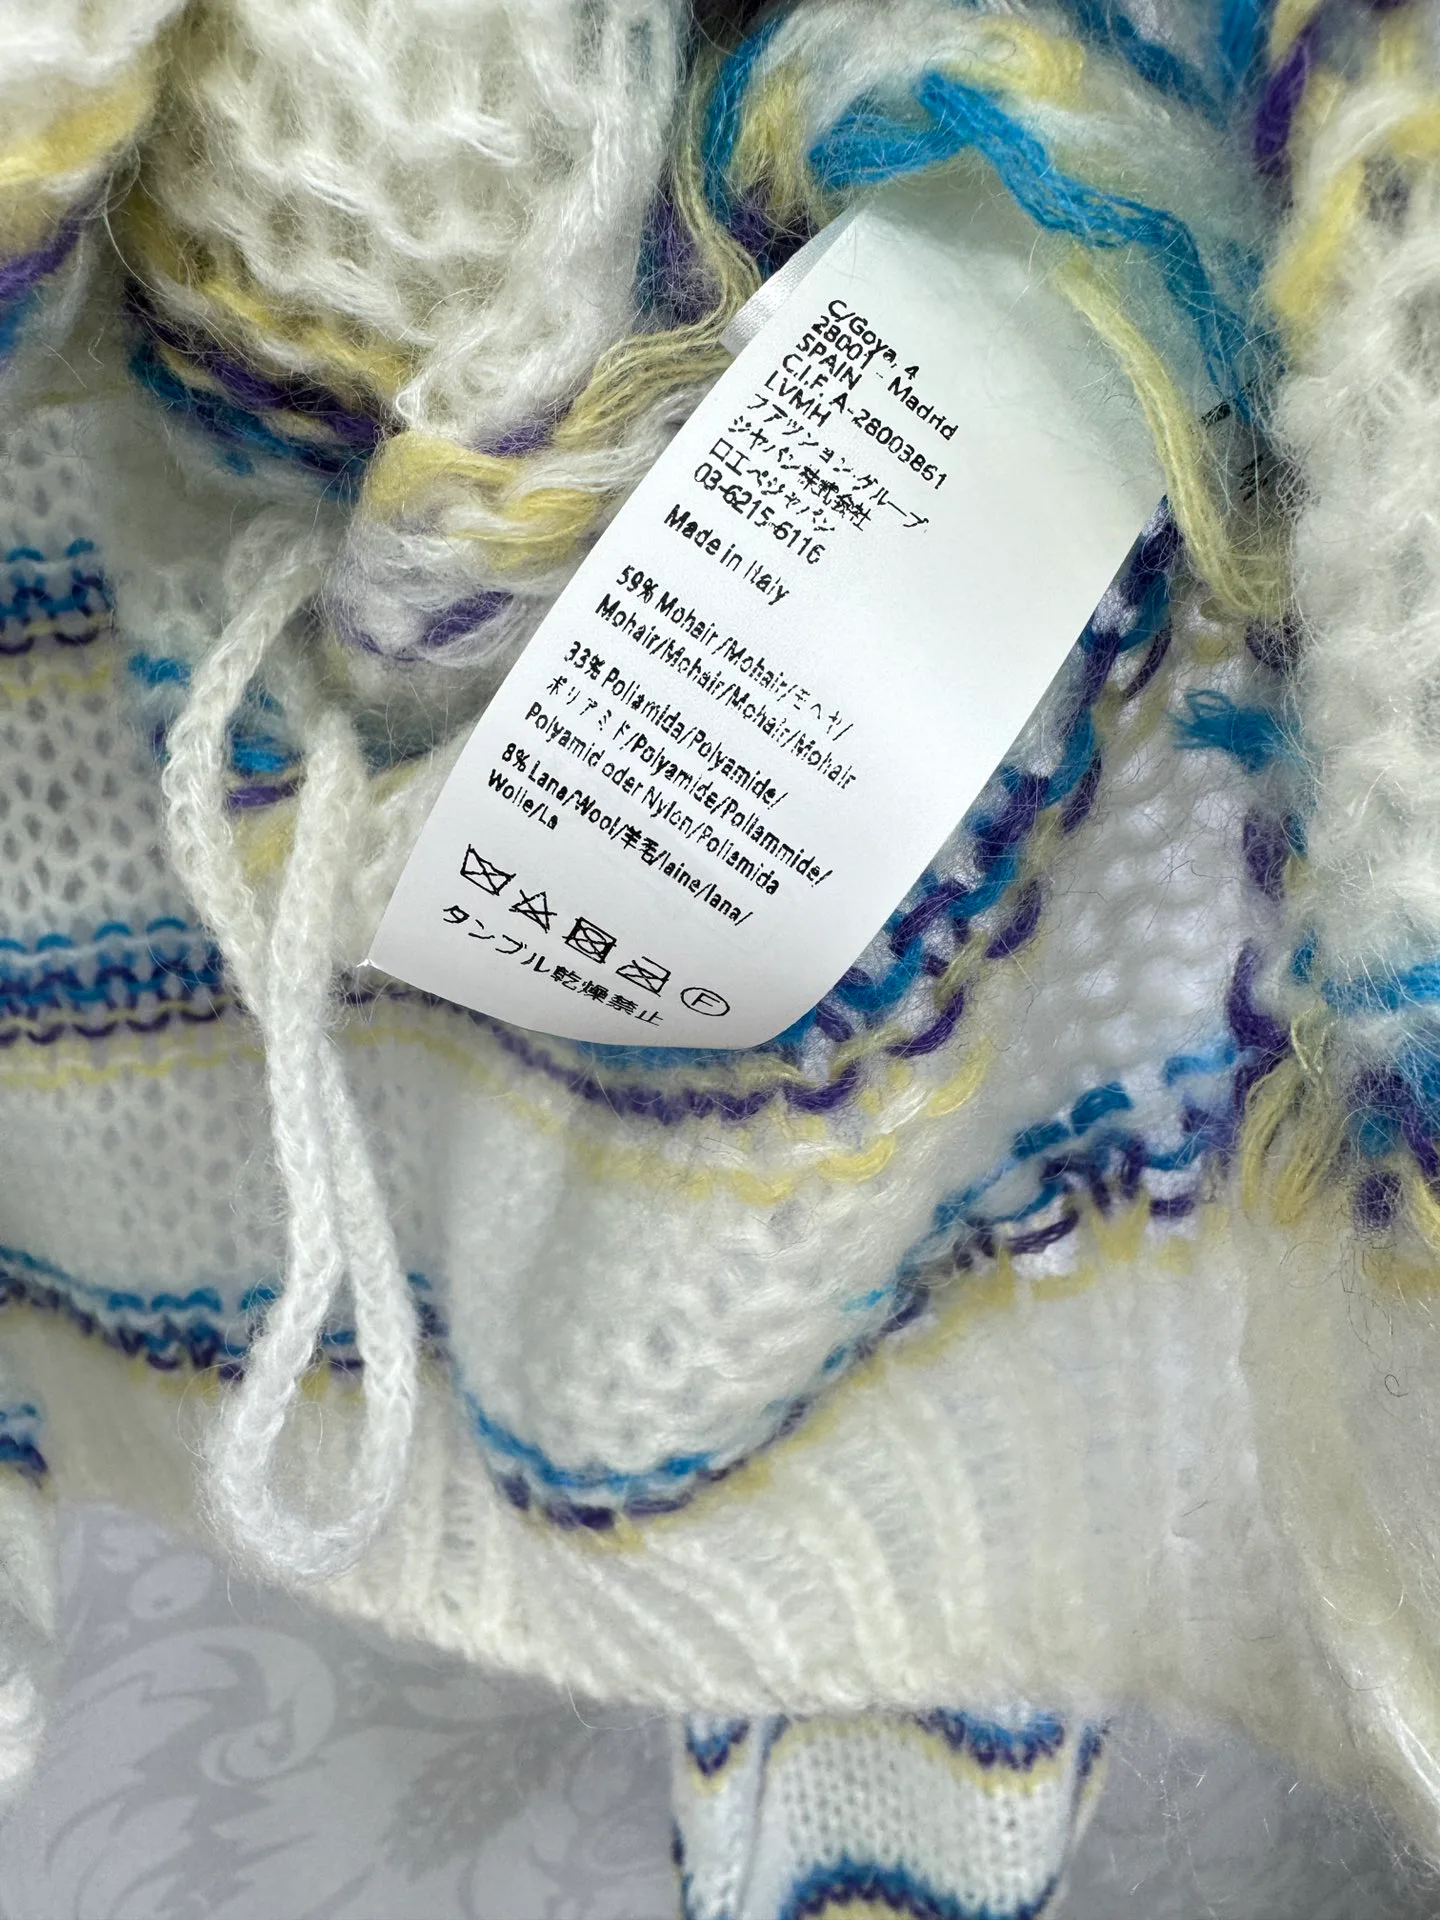 C/Goya, 4
28001 - Madrid
SPAIN
C.I.F. A-28003861
LVMH
ファッション・グループ
ジャパン株式会社
ロエベジャパン
03-6215-6116
Made in Italy
59% Mohair /Mohair/モヘヤ/
Mohair/Mohair/Mohair/Mohair
33% Poliamida/Polyamide/
ポリアミド/Polyamide/Poliammide/
Polyamid oder Nylon/Poliamida
8% Lana/Wool/羊毛/laine/lana/
Wolle/La
F
タンブル乾燥禁止